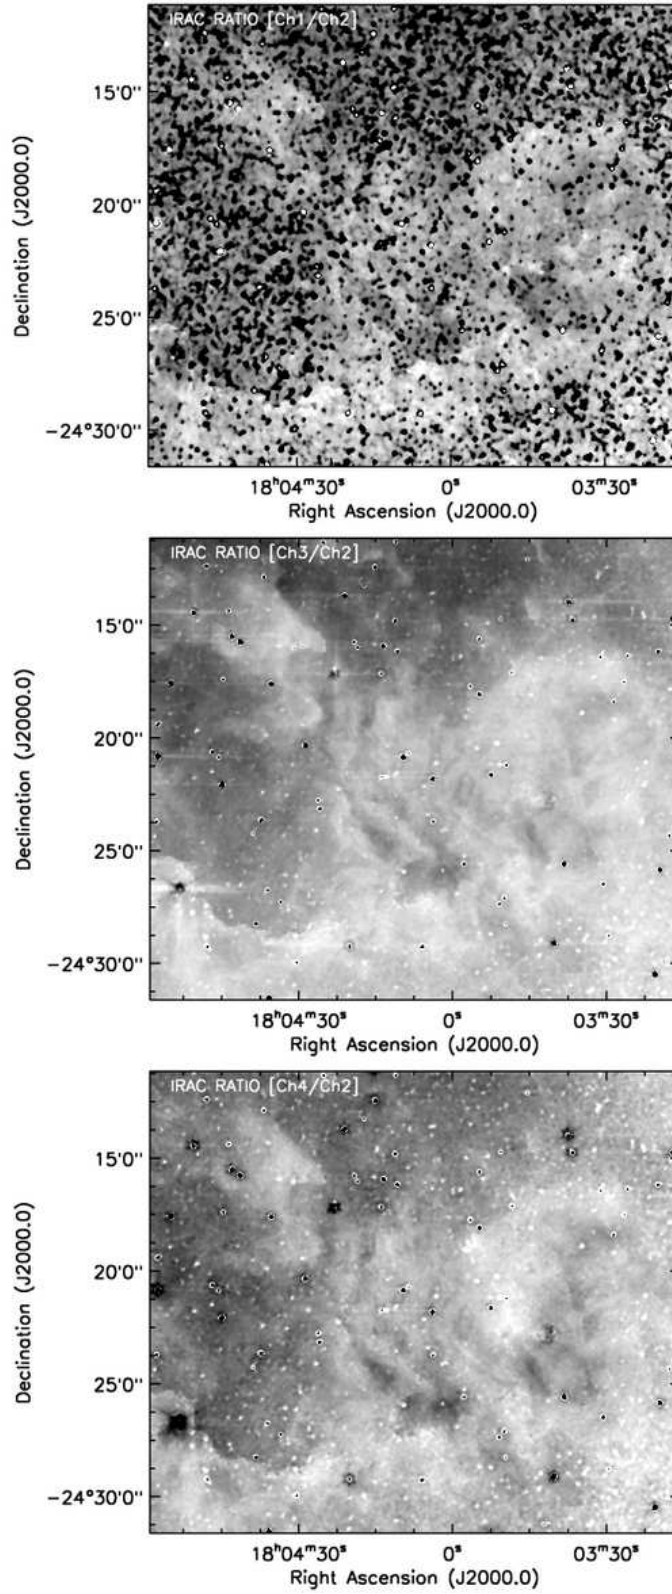 IRAC RATIO [Ch1/Ch2]
15'0''
20'0''
25'0''
−24°30'0''
Declination (J2000.0)
18ʰ04ᵐ30ˢ 0ˢ 03ᵐ30ˢ
Right Ascension (J2000.0)
IRAC RATIO [Ch3/Ch2]
15'0''
20'0''
25'0''
−24°30'0''
Declination (J2000.0)
18ʰ04ᵐ30ˢ 0ˢ 03ᵐ30ˢ
Right Ascension (J2000.0)
IRAC RATIO [Ch4/Ch2]
15'0''
20'0''
25'0''
−24°30'0''
Declination (J2000.0)
18ʰ04ᵐ30ˢ 0ˢ 03ᵐ30ˢ
Right Ascension (J2000.0)